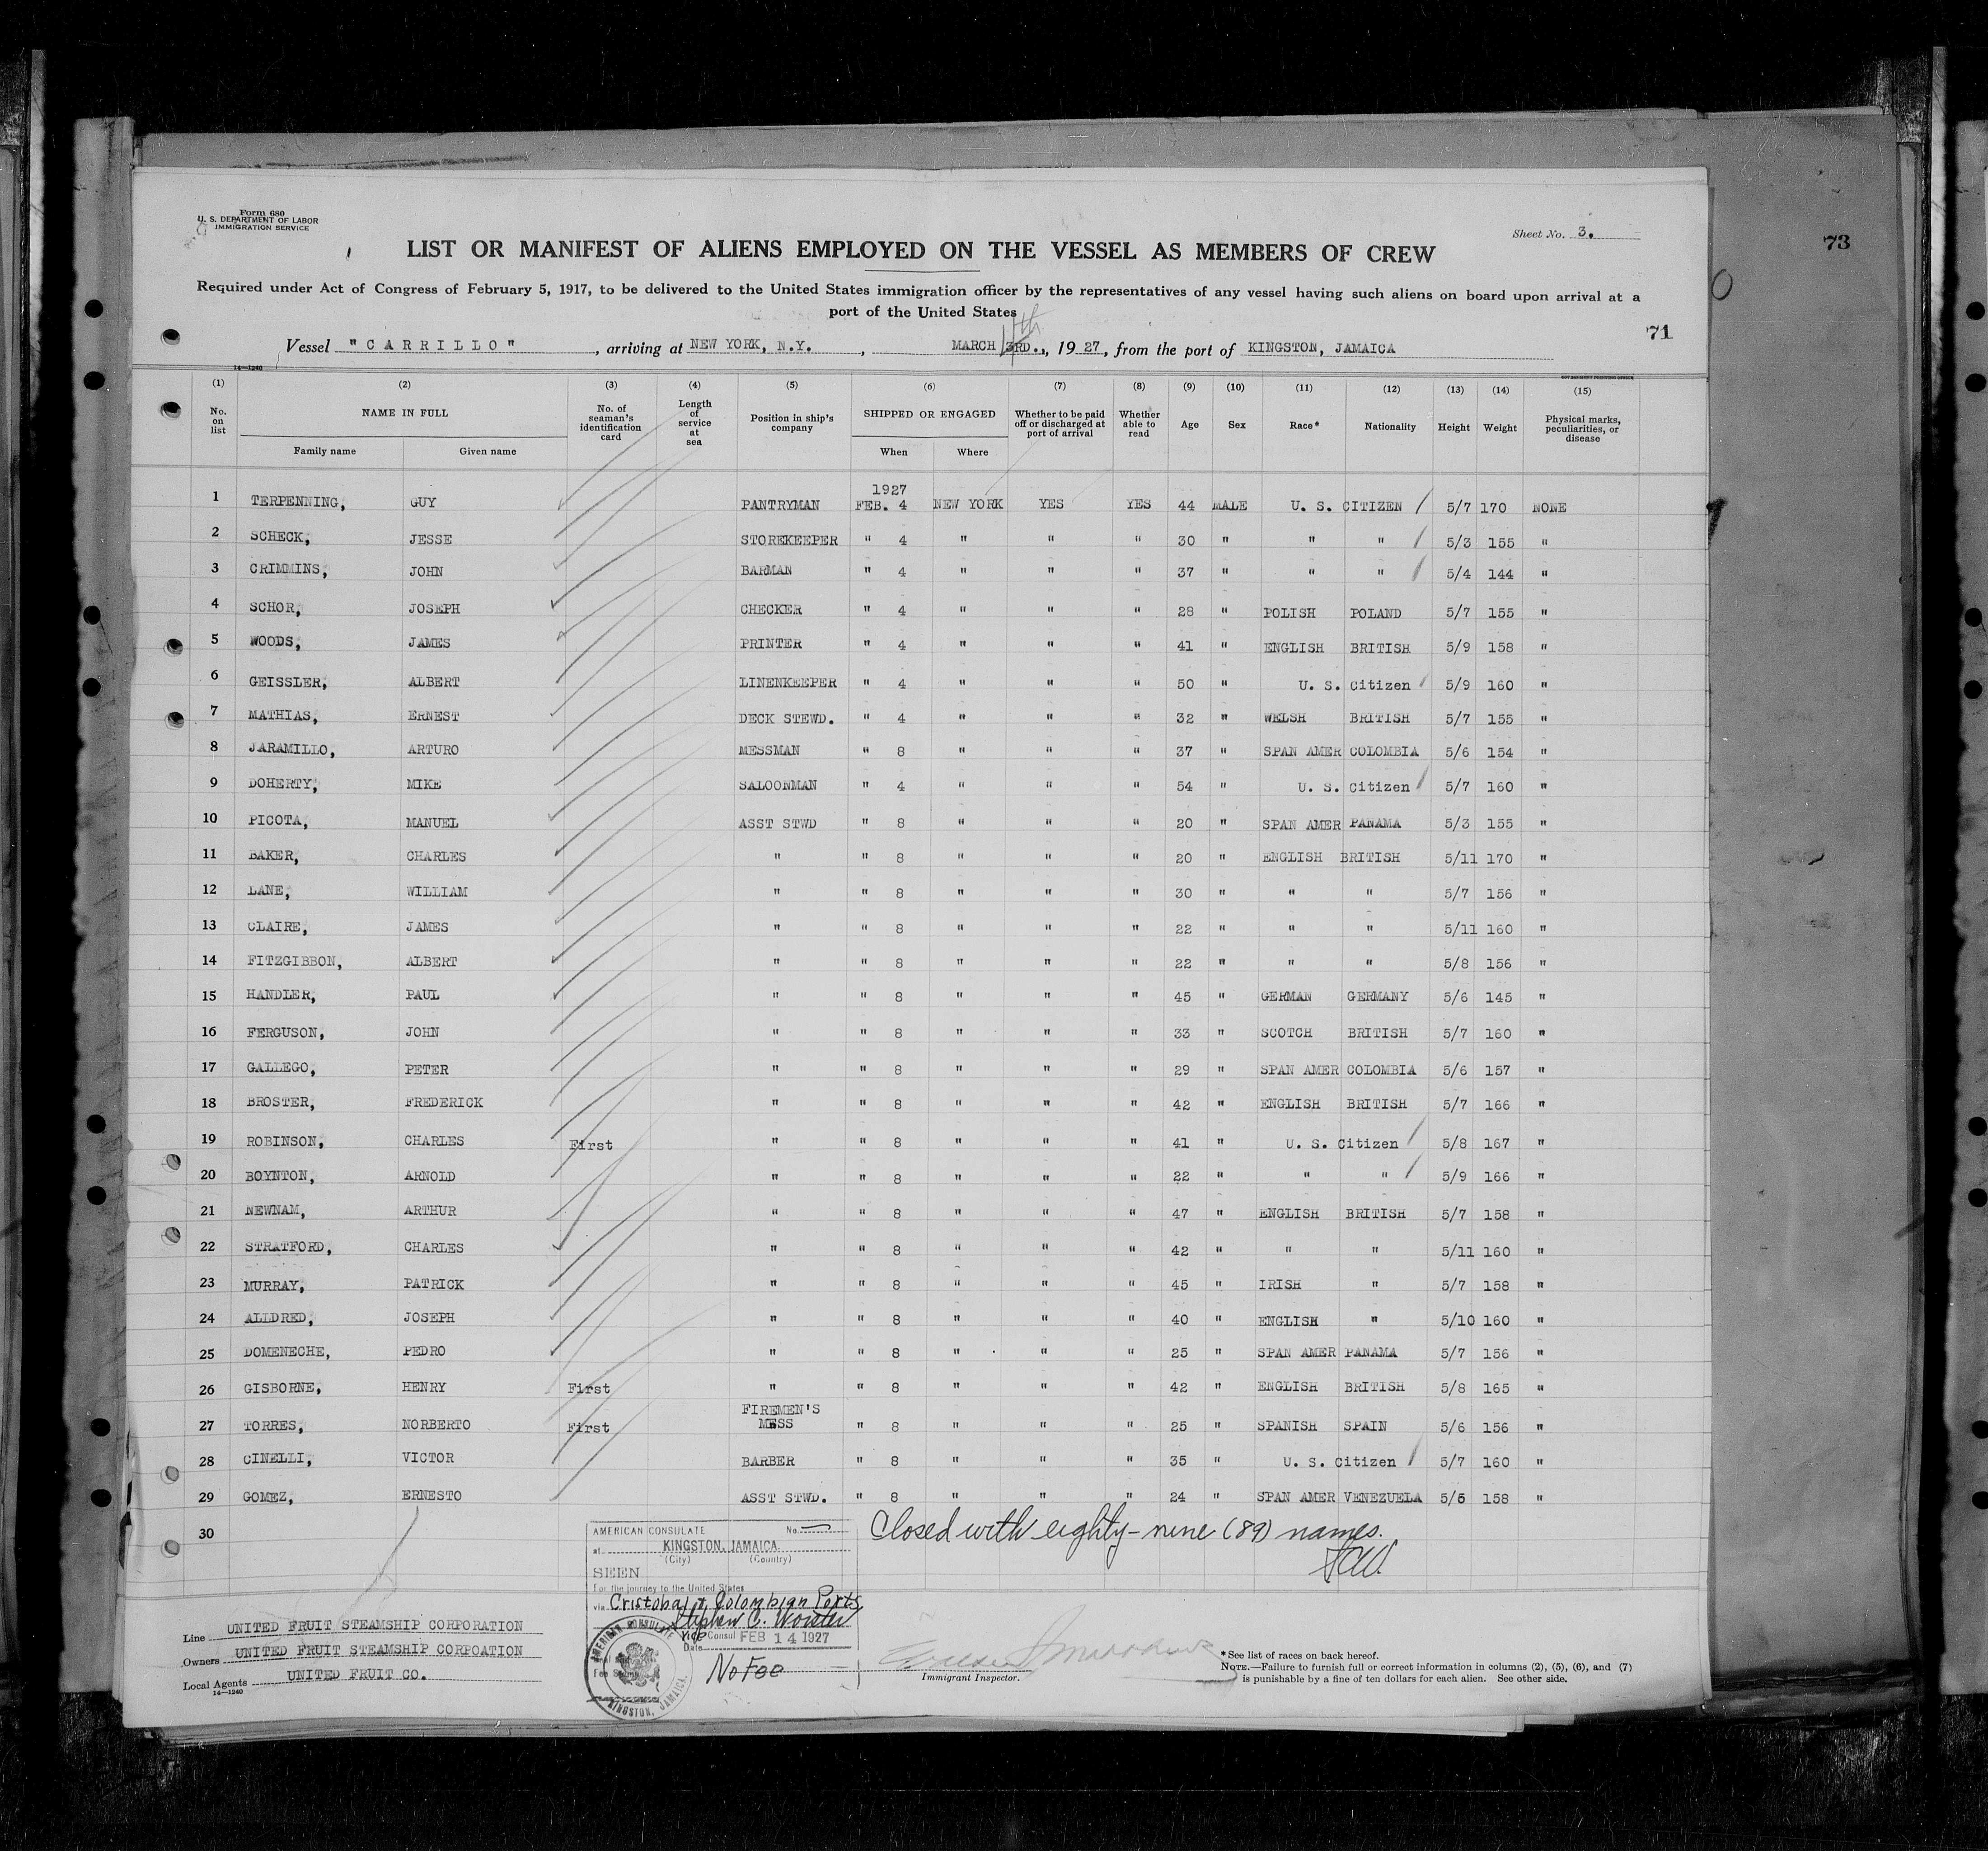 Form 680
U. S. DEPARTMENT OF LABOR
IMMIGRATION SERVICE
Sheet No. 3.
73
LIST OR MANIFEST OF ALIENS EMPLOYED ON THE VESSEL AS MEMBERS OF CREW
Required under Act of Congress of February 5, 1917, to be delivered to the United States immigration officer by the representatives of any vessel having such aliens on board upon arrival at a
port of the United States
71
Vessel "CARRILLO", arriving at NEW YORK, N.Y., MARCH 3RD., 1927, from the port of KINGSTON, JAMAICA
14—1240
(1) (2) (3) (4) (5) (6) (7) (8) (9) (10) (11) (12) (13) (14) (15)
No. on list NAME IN FULL No. of seaman's identification card Length of service at sea Position in ship's company SHIPPED OR ENGAGED Whether to be paid off or discharged at port of arrival Whether able to read Age Sex Race* Nationality Height Weight Physical marks, peculiarities, or disease
Family name Given name When Where
1927
1 TERPENNING, GUY PANTRYMAN FEB. 4 NEW YORK YES YES 44 MALE U. S. CITIZEN 5/7 170 NONE
2 SCHECK, JESSE STOREKEEPER " 4 " " " 30 " " " 5/3 155 "
3 CRIMMINS, JOHN BARMAN " 4 " " " 37 " " " 5/4 144 "
4 SCHOR, JOSEPH CHECKER " 4 " " " 28 " POLISH POLAND 5/7 155 "
5 WOODS, JAMES PRINTER " 4 " " " 41 " ENGLISH BRITISH 5/9 158 "
6 GEISSLER, ALBERT LINENKEEPER " 4 " " " 50 " U. S. Citizen 5/9 160 "
7 MATHIAS, ERNEST DECK STEWD. " 4 " " " 32 " WELSH BRITISH 5/7 155 "
8 JARAMILLO, ARTURO MESSMAN " 8 " " " 37 " SPAN AMER COLOMBIA 5/6 154 "
9 DOHERTY, MIKE SALOONMAN " 4 " " " 54 " U. S. Citizen 5/7 160 "
10 PICOTA, MANUEL ASST STWD " 8 " " " 20 " SPAN AMER PANAMA 5/3 155 "
11 BAKER, CHARLES " " 8 " " " 20 " ENGLISH BRITISH 5/11 170 "
12 LANE, WILLIAM " " 8 " " " 30 " " " 5/7 156 "
13 CLAIRE, JAMES " " 8 " " " 22 " " " 5/11 160 "
14 FITZGIBBON, ALBERT " " 8 " " " 22 " " " 5/8 156 "
15 HANDLER, PAUL " " 8 " " " 45 " GERMAN GERMANY 5/6 145 "
16 FERGUSON, JOHN " " 8 " " " 33 " SCOTCH BRITISH 5/7 160 "
17 GALLEGO, PETER " " 8 " " " 29 " SPAN AMER COLOMBIA 5/6 157 "
18 BROSTER, FREDERICK " " 8 " " " 42 " ENGLISH BRITISH 5/7 166 "
19 ROBINSON, CHARLES First " " 8 " " " 41 " U. S. Citizen 5/8 167 "
20 BOYNTON, ARNOLD " " 8 " " " 22 " " " 5/9 166 "
21 NEWNAM, ARTHUR " " 8 " " " 47 " ENGLISH BRITISH 5/7 158 "
22 STRATFORD, CHARLES " " 8 " " " 42 " " " 5/11 160 "
23 MURRAY, PATRICK " " 8 " " " 45 " IRISH " 5/7 158 "
24 ALLDRED, JOSEPH " " 8 " " " 40 " ENGLISH " 5/10 160 "
25 DOMENECHE, PEDRO " " 8 " " " 25 " SPAN AMER PANAMA 5/7 156 "
26 GISBORNE, HENRY First " " 8 " " " 42 " ENGLISH BRITISH 5/8 165 "
27 TORRES, NORBERTO First FIREMEN'S MESS " 8 " " " 25 " SPANISH SPAIN 5/6 156 "
28 CINELLI, VICTOR BARBER " 8 " " " 35 " U. S. Citizen 5/7 160 "
29 GOMEZ, ERNESTO ASST STWD. " 8 " " " 24 " SPAN AMER VENEZUELA 5/5 158 "
30
Closed with eighty-nine (89) names.
AMERICAN CONSULATE No.
at KINGSTON, JAMAICA.
(City) (Country)
SEEN
For the journey to the United States
via Cristobal & Colombian Ports
Stephen C. Worster
Vice Consul
Date FEB 14 1927
AMERICAN CONSULATE
KINGSTON, JAMAICA.
No Fee
Line UNITED FRUIT STEAMSHIP CORPORATION
Owners UNITED FRUIT STEAMSHIP CORPOATION
Local Agents UNITED FRUIT CO.
14—1240
Immigrant Inspector.
*See list of races on back hereof.
NOTE.—Failure to furnish full or correct information in columns (2), (5), (6), and (7)
is punishable by a fine of ten dollars for each alien. See other side.